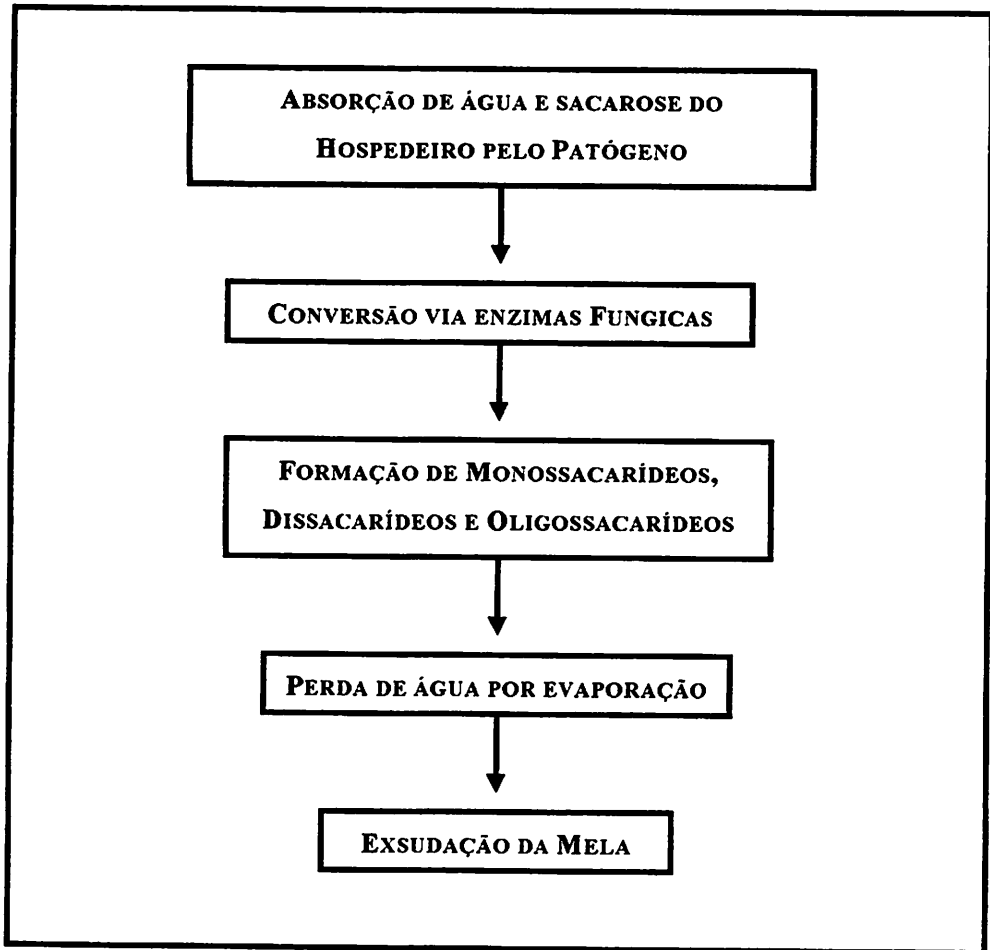 ABSORÇÃO DE ÁGUA E SACAROSE DO
HOSPEDEIRO PELO PATÓGENO
CONVERSÃO VIA ENZIMAS FUNGICAS
FORMAÇÃO DE MONOSSACARÍDEOS,
DISSACARÍDEOS E OLIGOSSACARÍDEOS
PERDA DE ÁGUA POR EVAPORAÇÃO
EXSUDAÇÃO DA MELA